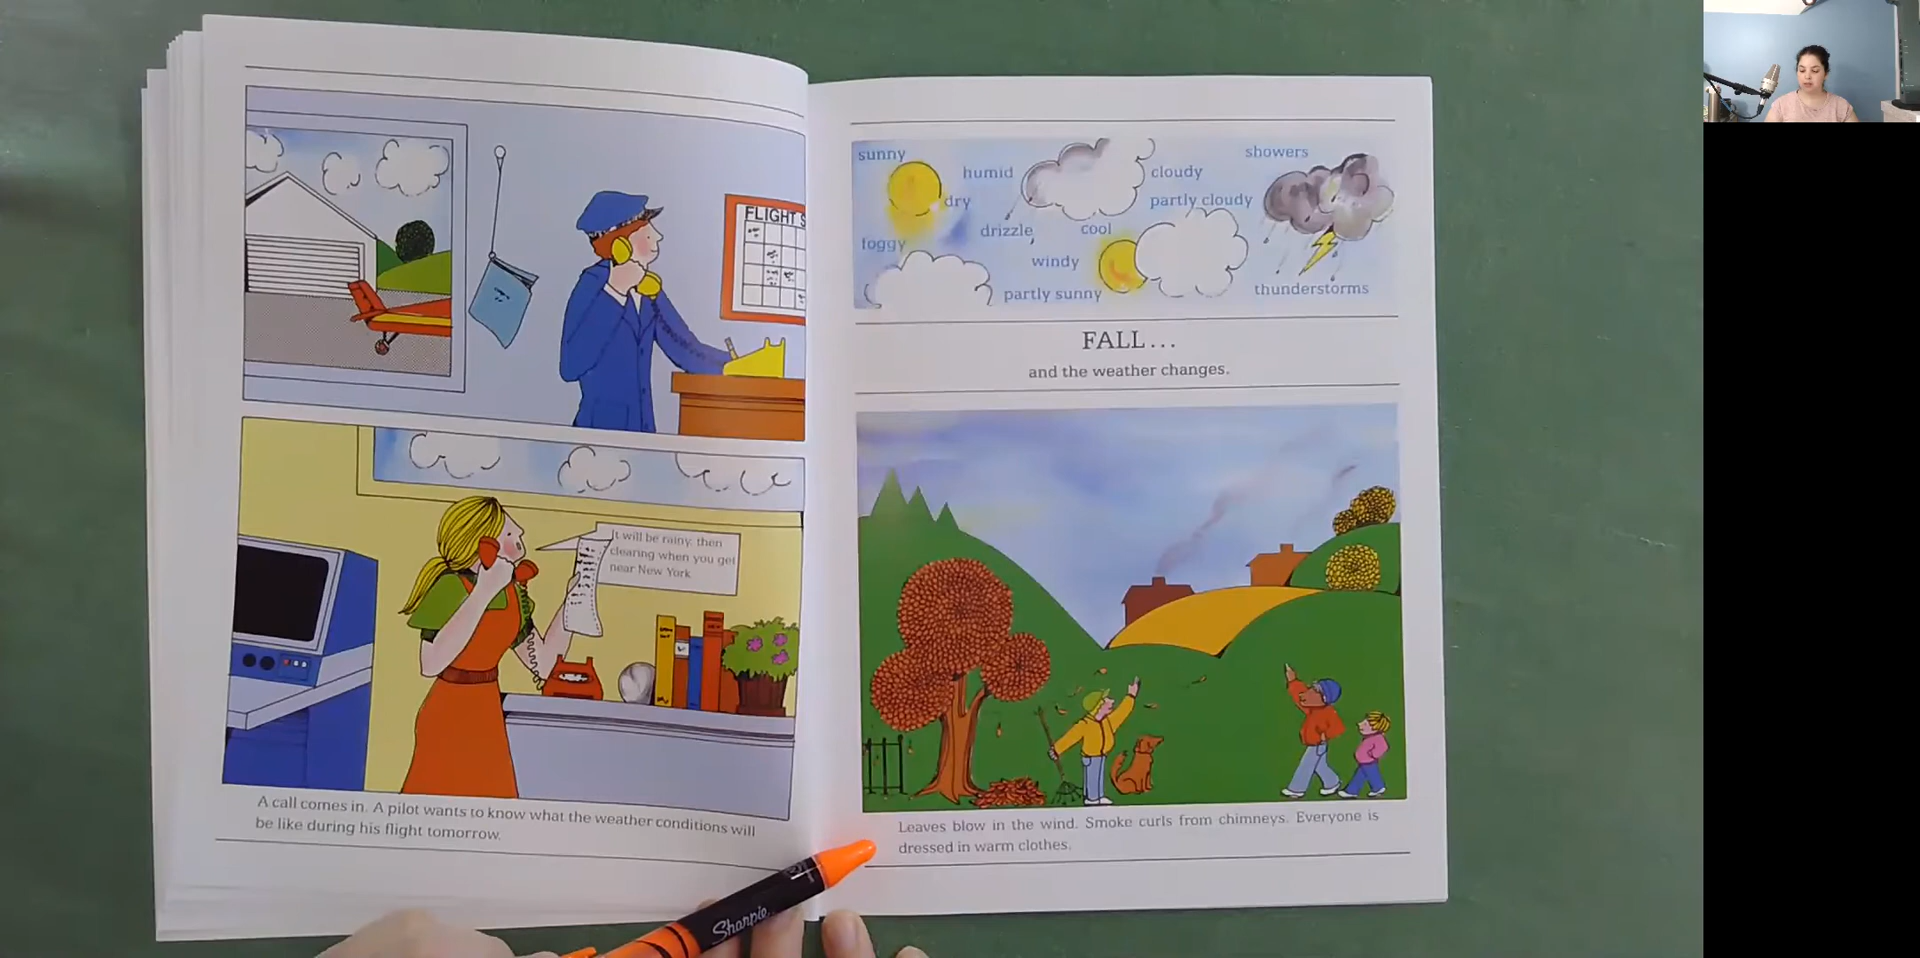 FLIGHT S
It will be rainy, then
clearing when you get
near New York
A call comes in. A pilot wants to know what the weather conditions will
be like during his flight tomorrow.
sunny
humid
dry
foggy
drizzle
cool
windy
partly sunny
cloudy
partly cloudy
showers
thunderstorms
FALL...
and the weather changes.
Leaves blow in the wind. Smoke curls from chimneys. Everyone is
dressed in warm clothes.
Sharpie